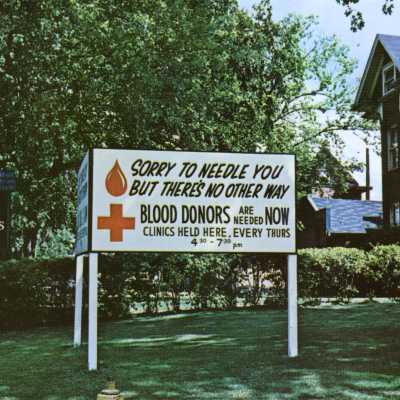 SORRY TO NEEDLE YOU
BUT THERE'S NO OTHER WAY
BLOOD DONORS ARE NEEDED NOW
CLINICS HELD HERE, EVERY THURS
4:30 - 7:30 pm